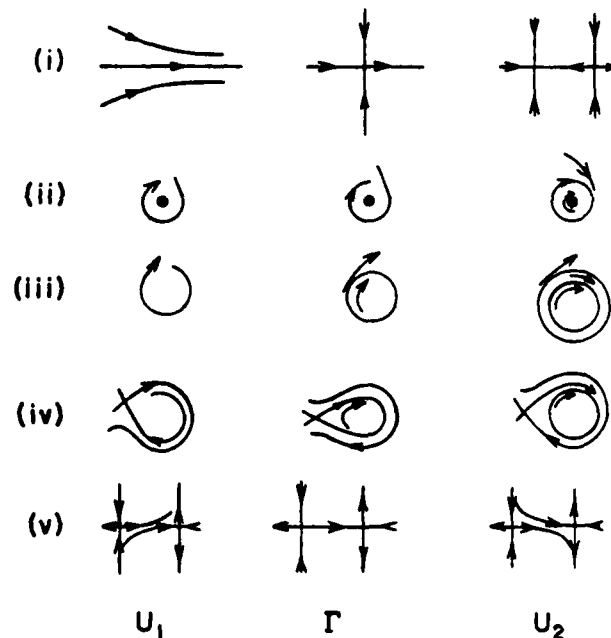 (i)
(ii)
(iii)
(iv)
(v)
U₁ Γ U₂